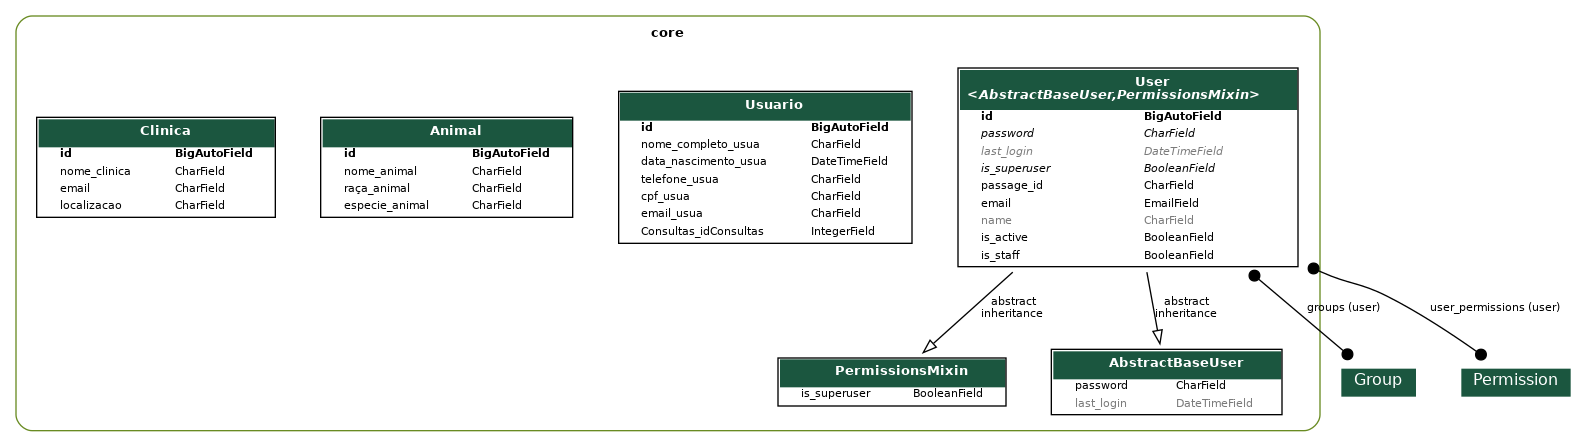 core
Clinica
id BigAutoField
nome_clinica CharField
email CharField
localizacao CharField
Animal
id BigAutoField
nome_animal CharField
raça_animal CharField
especie_animal CharField
Usuario
id BigAutoField
nome_completo_usua CharField
data_nascimento_usua DateTimeField
telefone_usua CharField
cpf_usua CharField
email_usua CharField
Consultas_idConsultas IntegerField
User
<AbstractBaseUser,PermissionsMixin>
id BigAutoField
password CharField
last_login DateTimeField
is_superuser BooleanField
passage_id CharField
email EmailField
name CharField
is_active BooleanField
is_staff BooleanField
abstract
inheritance
abstract
inheritance
groups (user)
user_permissions (user)
PermissionsMixin
is_superuser BooleanField
AbstractBaseUser
password CharField
last_login DateTimeField
Group
Permission